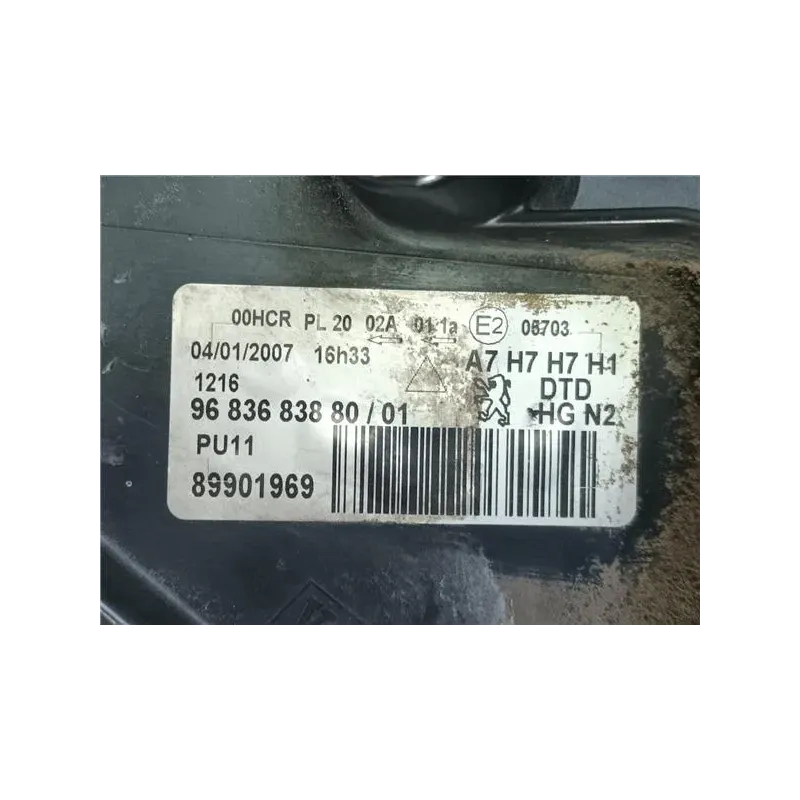 00HCR PL 20 02A 01 1a E2 05703
04/01/2007 16h33 A7 H7 H7 H1
1216 DTD
96 836 838 80 / 01 HG N2
PU11
89901969